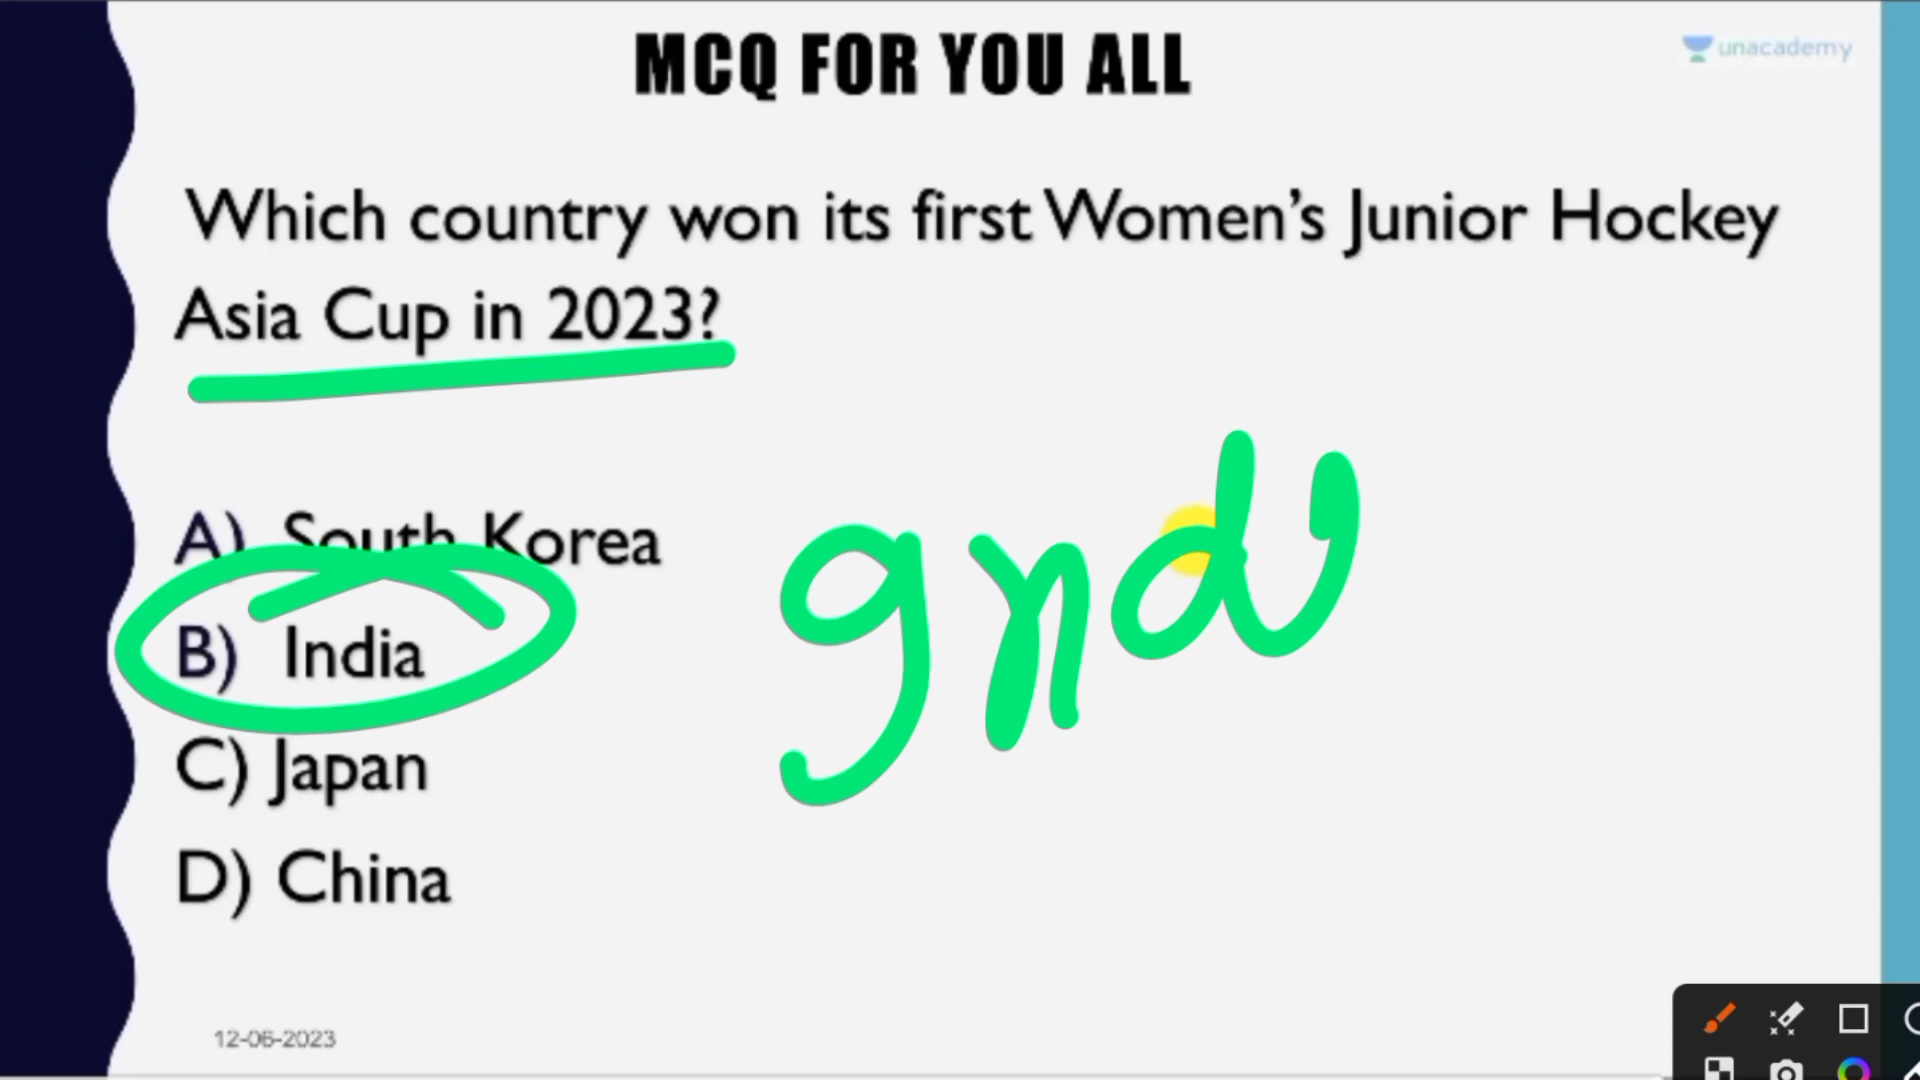 MCQ FOR YOU ALL
unacademy
Which country won its first Women's Junior Hockey
Asia Cup in 2023?
A) South Korea
B) India
C) Japan
D) China
12-06-2023